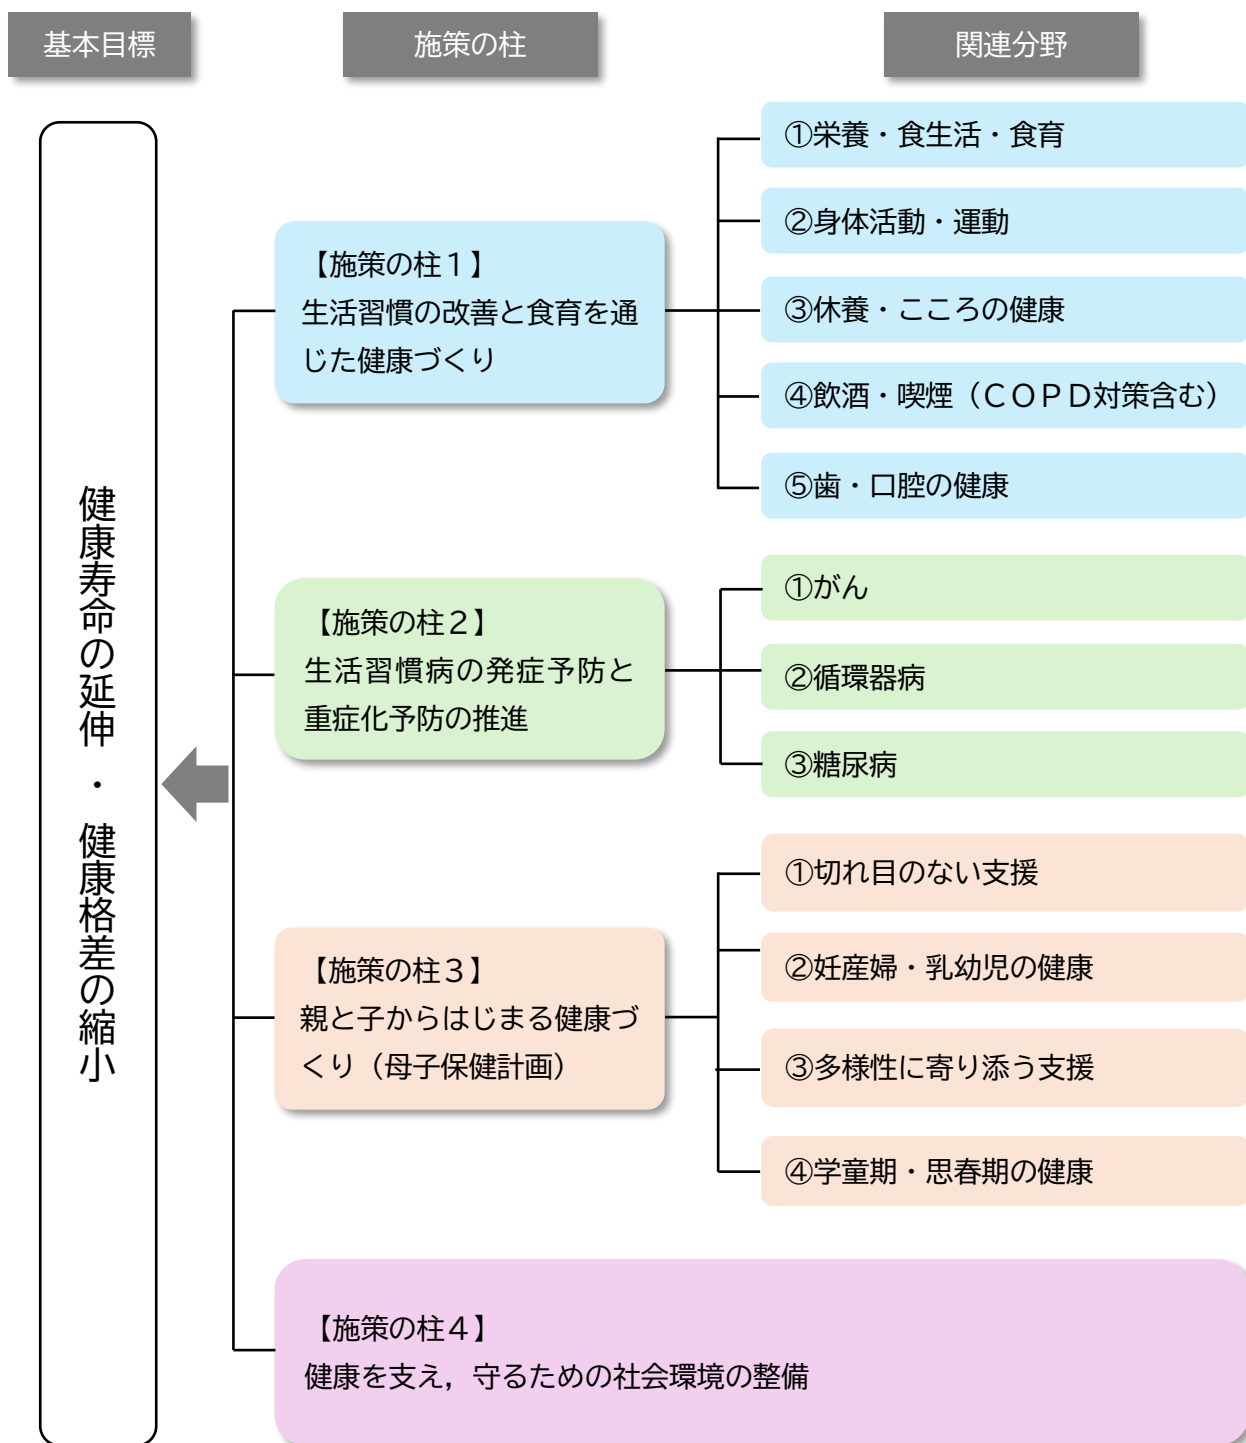 基本目標
施策の柱
関連分野
健康寿命の延伸・健康格差の縮小
【施策の柱１】
生活習慣の改善と食育を通
じた健康づくり
①栄養・食生活・食育
②身体活動・運動
③休養・こころの健康
④飲酒・喫煙（ＣＯＰＤ対策含む）
⑤歯・口腔の健康
【施策の柱２】
生活習慣病の発症予防と
重症化予防の推進
①がん
②循環器病
③糖尿病
【施策の柱３】
親と子からはじまる健康づ
くり（母子保健計画）
①切れ目のない支援
②妊産婦・乳幼児の健康
③多様性に寄り添う支援
④学童期・思春期の健康
【施策の柱４】
健康を支え，守るための社会環境の整備